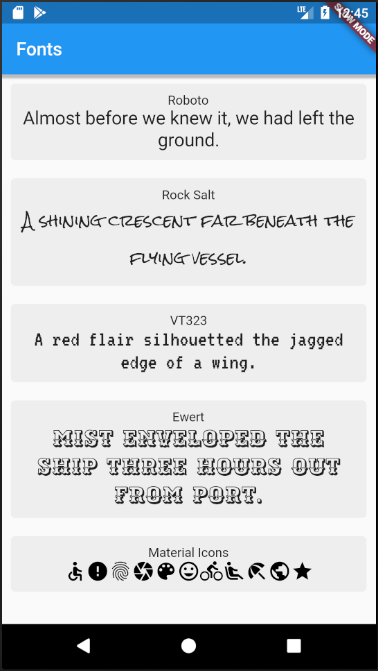 LTE 10:45
SLOW MODE
Fonts
Roboto
Almost before we knew it, we had left the
ground.
Rock Salt
A shining crescent far beneath the
flying vessel.
VT323
A red flair silhouetted the jagged
edge of a wing.
Ewert
MIST ENVELOPED THE
SHIP THREE HOURS OUT
FROM PORT.
Material Icons